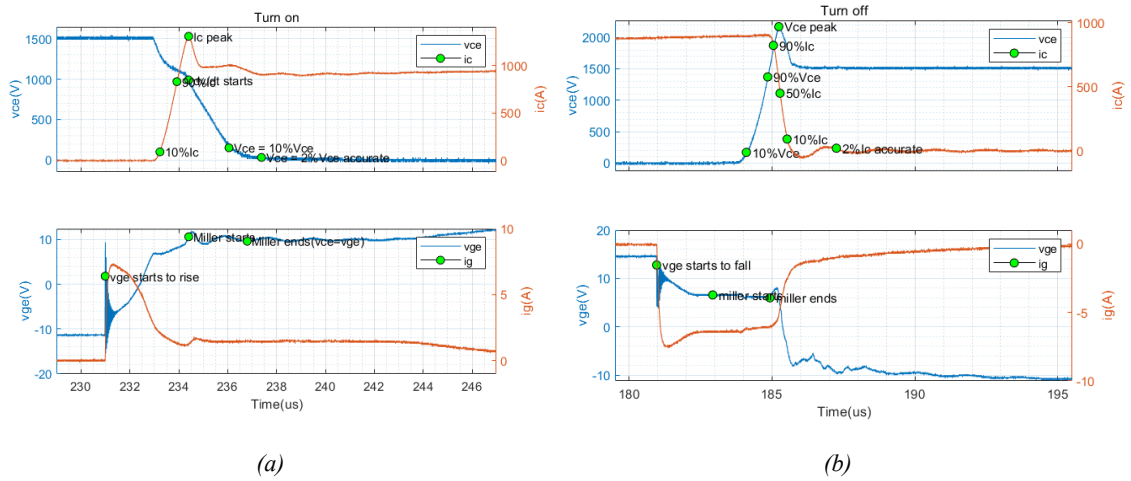 Turn on
1500
1000
500
0
vce(V)
1000
500
0
ic(A)
vce
ic
Ic peak
90%Ic
dv/dt starts
10%Ic
Vce = 10%Vce
Vce = 2%Vce accurate
10
0
-10
-20
vge(V)
10
5
0
ig(A)
vge
ig
vge starts to rise
Miller starts
Miller ends(vce=vge)
230 232 234 236 238 240 242 244 246
Time(us)
(a)
Turn off
2000
1500
1000
500
0
vce(V)
1000
500
0
ic(A)
vce
ic
Vce peak
90%Ic
90%Vce
50%Ic
10%Ic
10%Vce
2%Ic accurate
20
10
0
-10
vge(V)
0
-5
-10
ig(A)
vge
ig
vge starts to fall
miller starts
miller ends
180 185 190 195
Time(us)
(b)